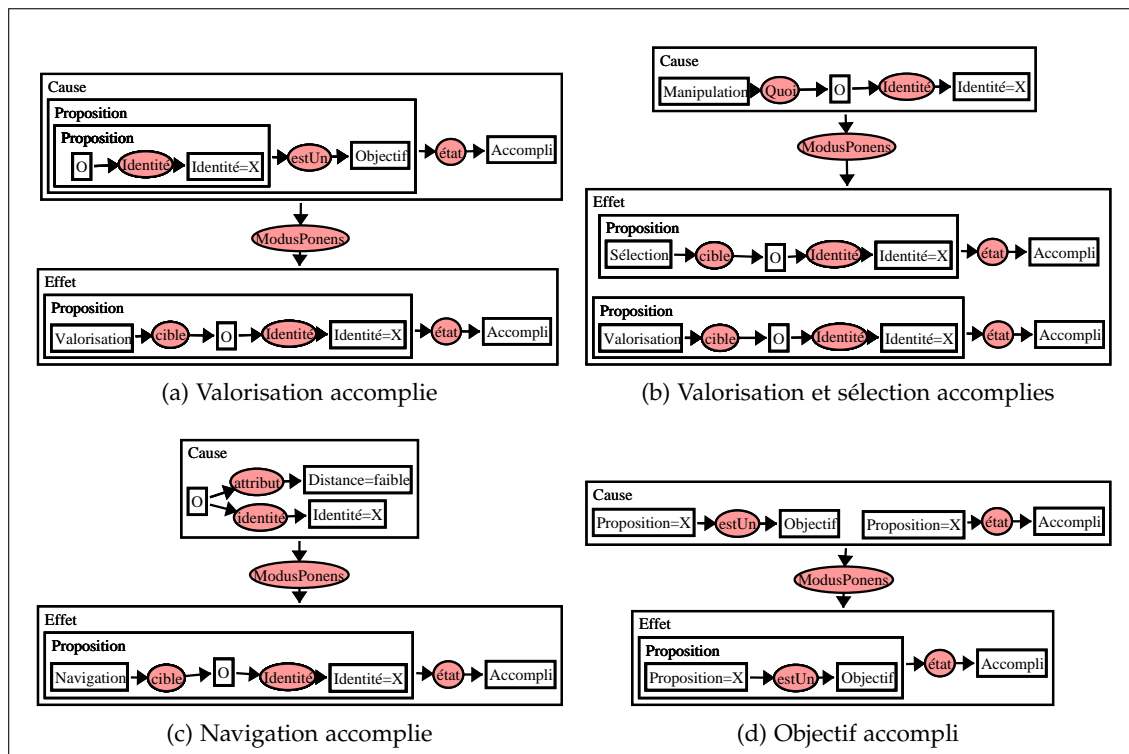 Cause
Proposition
Proposition
O Identité Identité=X estUn Objectif état Accompli
ModusPonens
Effet
Proposition
Valorisation cible O Identité Identité=X état Accompli
(a) Valorisation accomplie
Cause
Manipulation Quoi O Identité Identité=X
ModusPonens
Effet
Proposition
Sélection cible O Identité Identité=X état Accompli
Proposition
Valorisation cible O Identité Identité=X état Accompli
(b) Valorisation et sélection accomplies
Cause
attribut Distance=faible
O
identité Identité=X
ModusPonens
Effet
Proposition
Navigation cible O Identité Identité=X état Accompli
(c) Navigation accomplie
Cause
Proposition=X estUn Objectif Proposition=X état Accompli
ModusPonens
Effet
Proposition
Proposition=X estUn Objectif état Accompli
(d) Objectif accompli